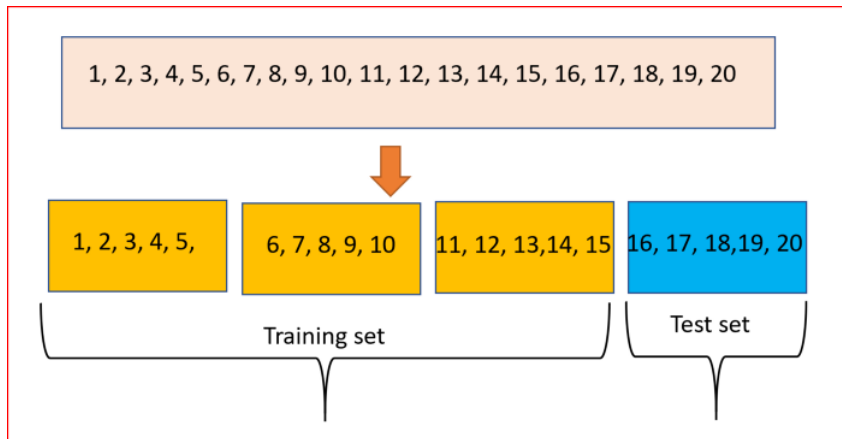 1, 2, 3, 4, 5, 6, 7, 8, 9, 10, 11, 12, 13, 14, 15, 16, 17, 18, 19, 20
1, 2, 3, 4, 5,
6, 7, 8, 9, 10
11, 12, 13,14, 15
16, 17, 18,19, 20
Training set
Test set